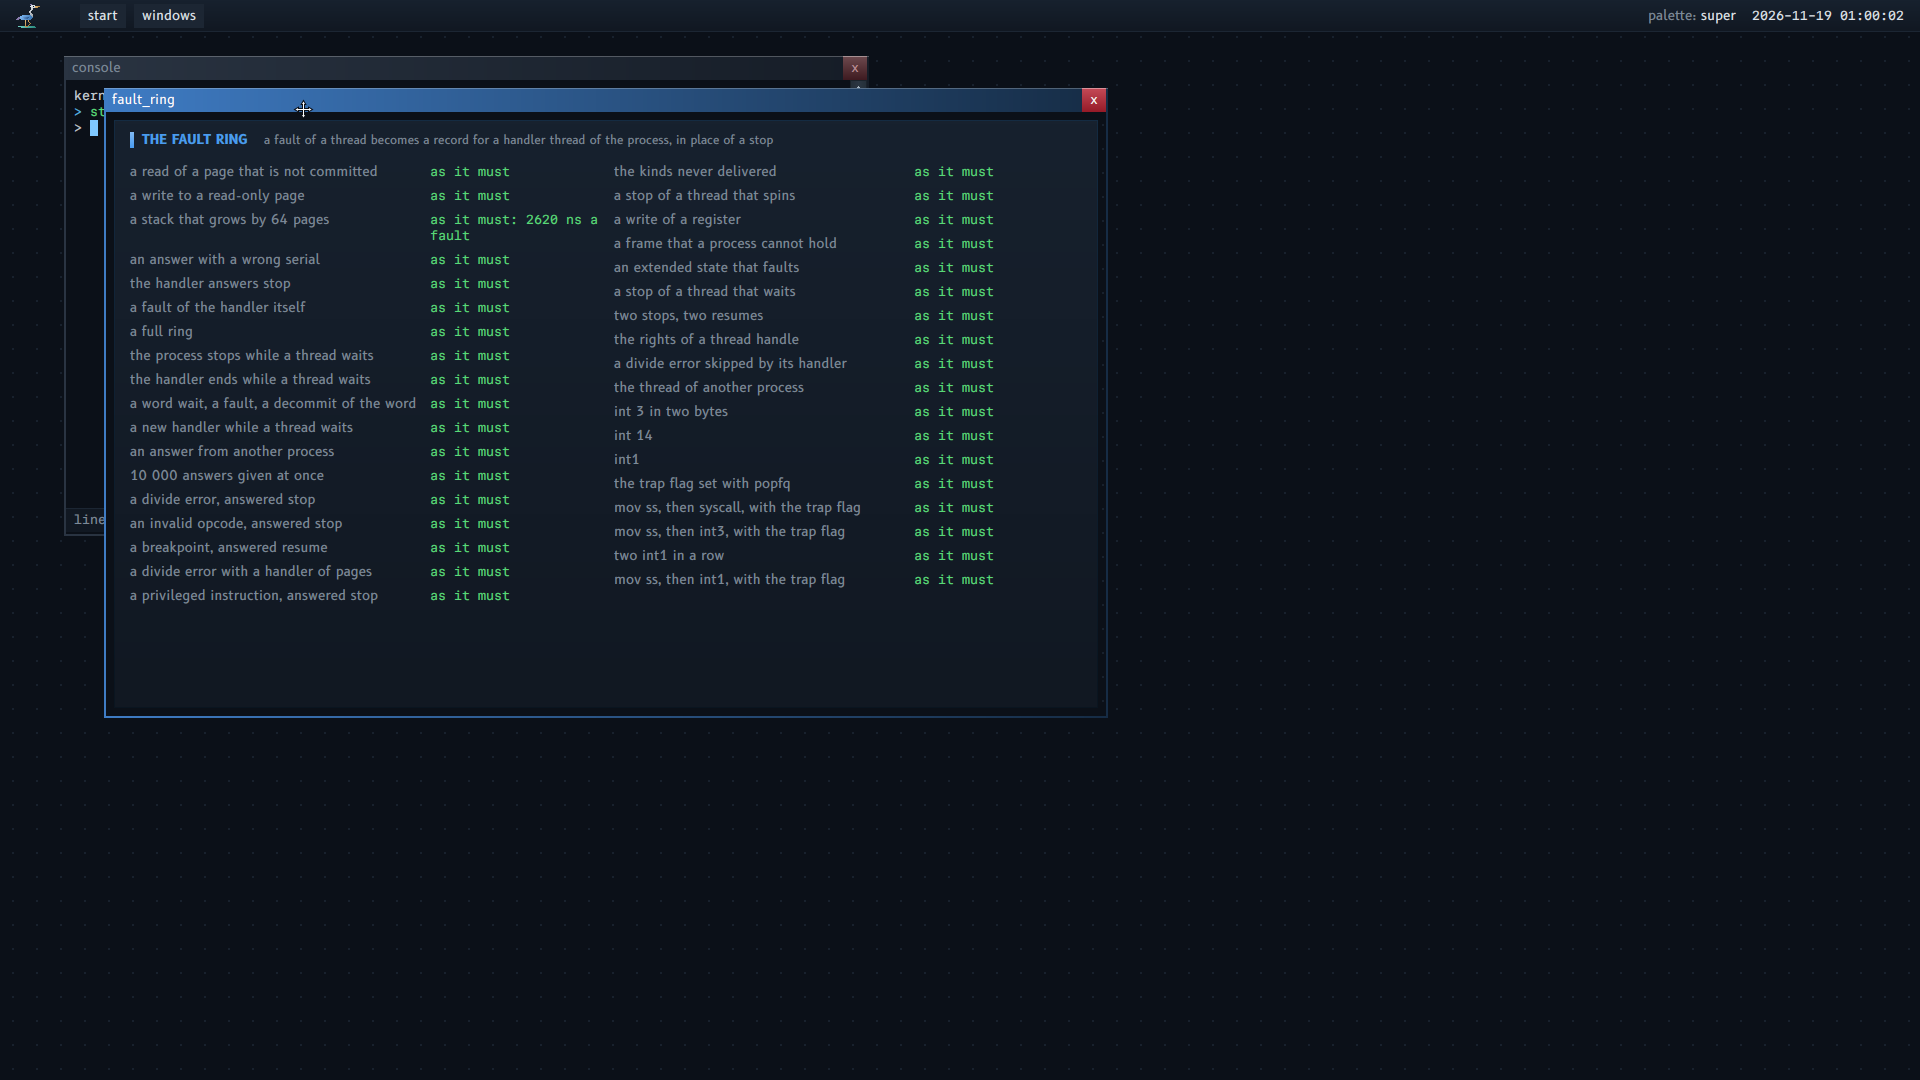 start windows palette: super 2026-11-19 01:00:02
console x
fault_ring x
> 
>
line
THE FAULT RING a fault of a thread becomes a record for a handler thread of the process, in place of a stop
a read of a page that is not committed as it must
a write to a read-only page as it must
a stack that grows by 64 pages as it must: 2620 ns a
fault
an answer with a wrong serial as it must
the handler answers stop as it must
a fault of the handler itself as it must
a full ring as it must
the process stops while a thread waits as it must
the handler ends while a thread waits as it must
a word wait, a fault, a decommit of the word as it must
a new handler while a thread waits as it must
an answer from another process as it must
10 000 answers given at once as it must
a divide error, answered stop as it must
an invalid opcode, answered stop as it must
a breakpoint, answered resume as it must
a divide error with a handler of pages as it must
a privileged instruction, answered stop as it must
the kinds never delivered as it must
a stop of a thread that spins as it must
a write of a register as it must
a frame that a process cannot hold as it must
an extended state that faults as it must
a stop of a thread that waits as it must
two stops, two resumes as it must
the rights of a thread handle as it must
a divide error skipped by its handler as it must
the thread of another process as it must
int 3 in two bytes as it must
int 14 as it must
int1 as it must
the trap flag set with popfq as it must
mov ss, then syscall, with the trap flag as it must
mov ss, then int3, with the trap flag as it must
two int1 in a row as it must
mov ss, then int1, with the trap flag as it must